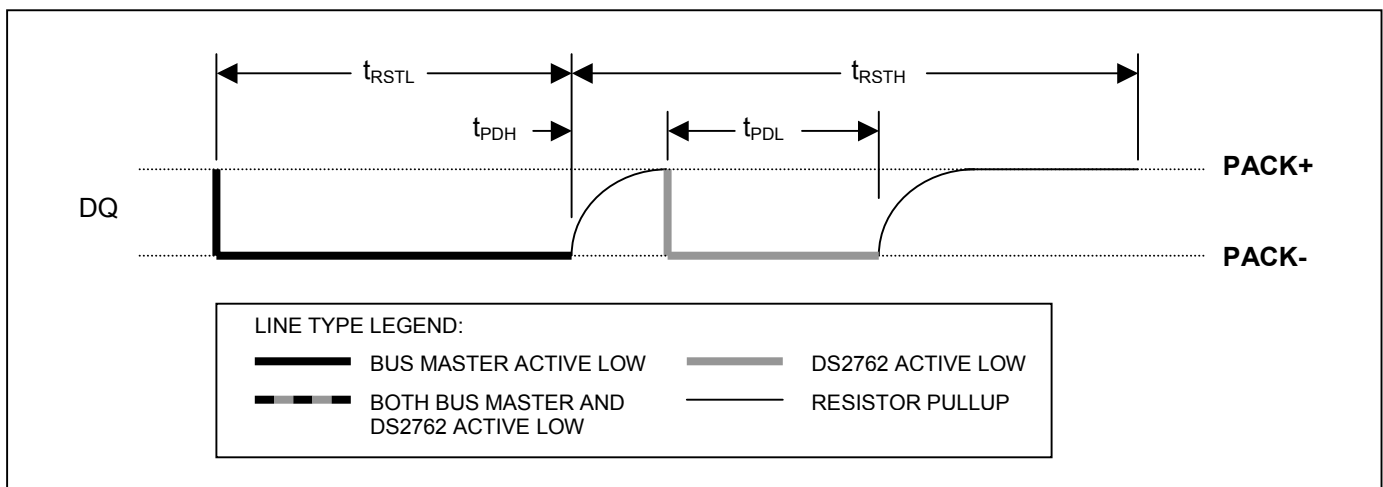 tRSTL
tRSTH
tPDH
tPDL
PACK+
DQ
PACK-
LINE TYPE LEGEND:
BUS MASTER ACTIVE LOW
DS2762 ACTIVE LOW
BOTH BUS MASTER AND
DS2762 ACTIVE LOW
RESISTOR PULLUP